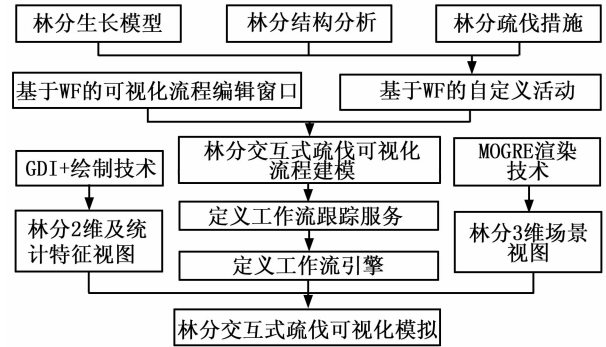 林分生长模型
林分结构分析
林分疏伐措施
基于WF的可视化流程编辑窗口
基于WF的自定义活动
林分交互式疏伐可视化
流程建模
GDI+绘制技术
MOGRE渲染
技术
定义工作流跟踪服务
林分2维及统
计特征视图
林分3维场景
视图
定义工作流引擎
林分交互式疏伐可视化模拟